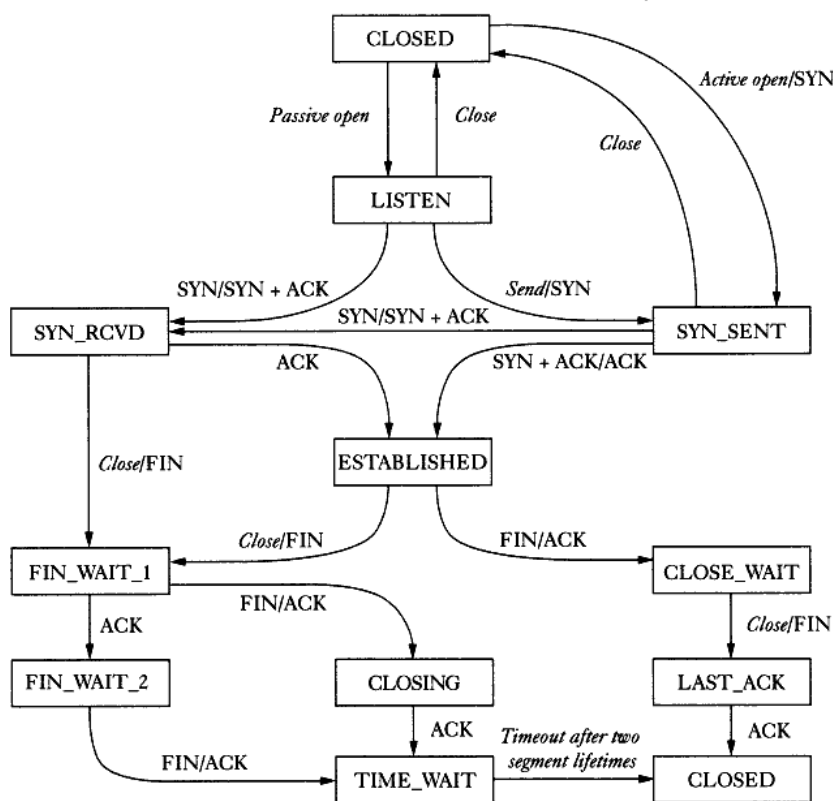 CLOSED
Active open/SYN
Passive open
Close
Close
LISTEN
SYN/SYN + ACK
Send/SYN
SYN/SYN + ACK
SYN_RCVD
SYN_SENT
ACK
SYN + ACK/ACK
Close/FIN
ESTABLISHED
Close/FIN
FIN/ACK
FIN_WAIT_1
CLOSE_WAIT
FIN/ACK
ACK
Close/FIN
FIN_WAIT_2
CLOSING
LAST_ACK
ACK
Timeout after two
segment lifetimes
ACK
FIN/ACK
TIME_WAIT
CLOSED